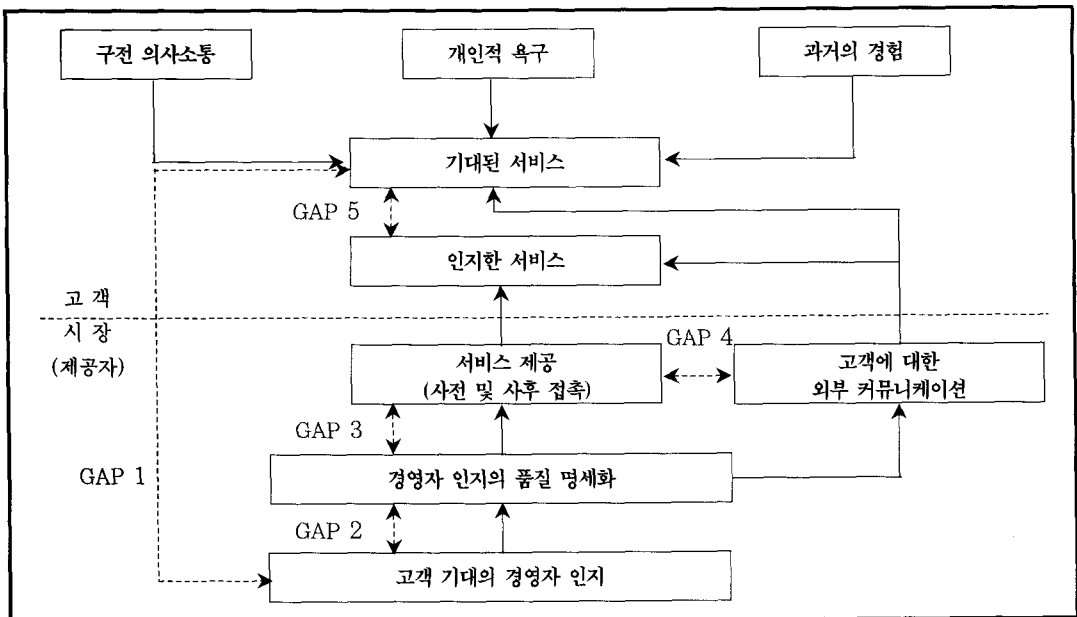 구전 의사소통
개인적 욕구
과거의 경험
기대된 서비스
GAP 5
인지한 서비스
고 객
시 장
(제공자)
GAP 4
서비스 제공
(사전 및 사후 접촉)
고객에 대한
외부 커뮤니케이션
GAP 3
GAP 1
경영자 인지의 품질 명세화
GAP 2
고객 기대의 경영자 인지